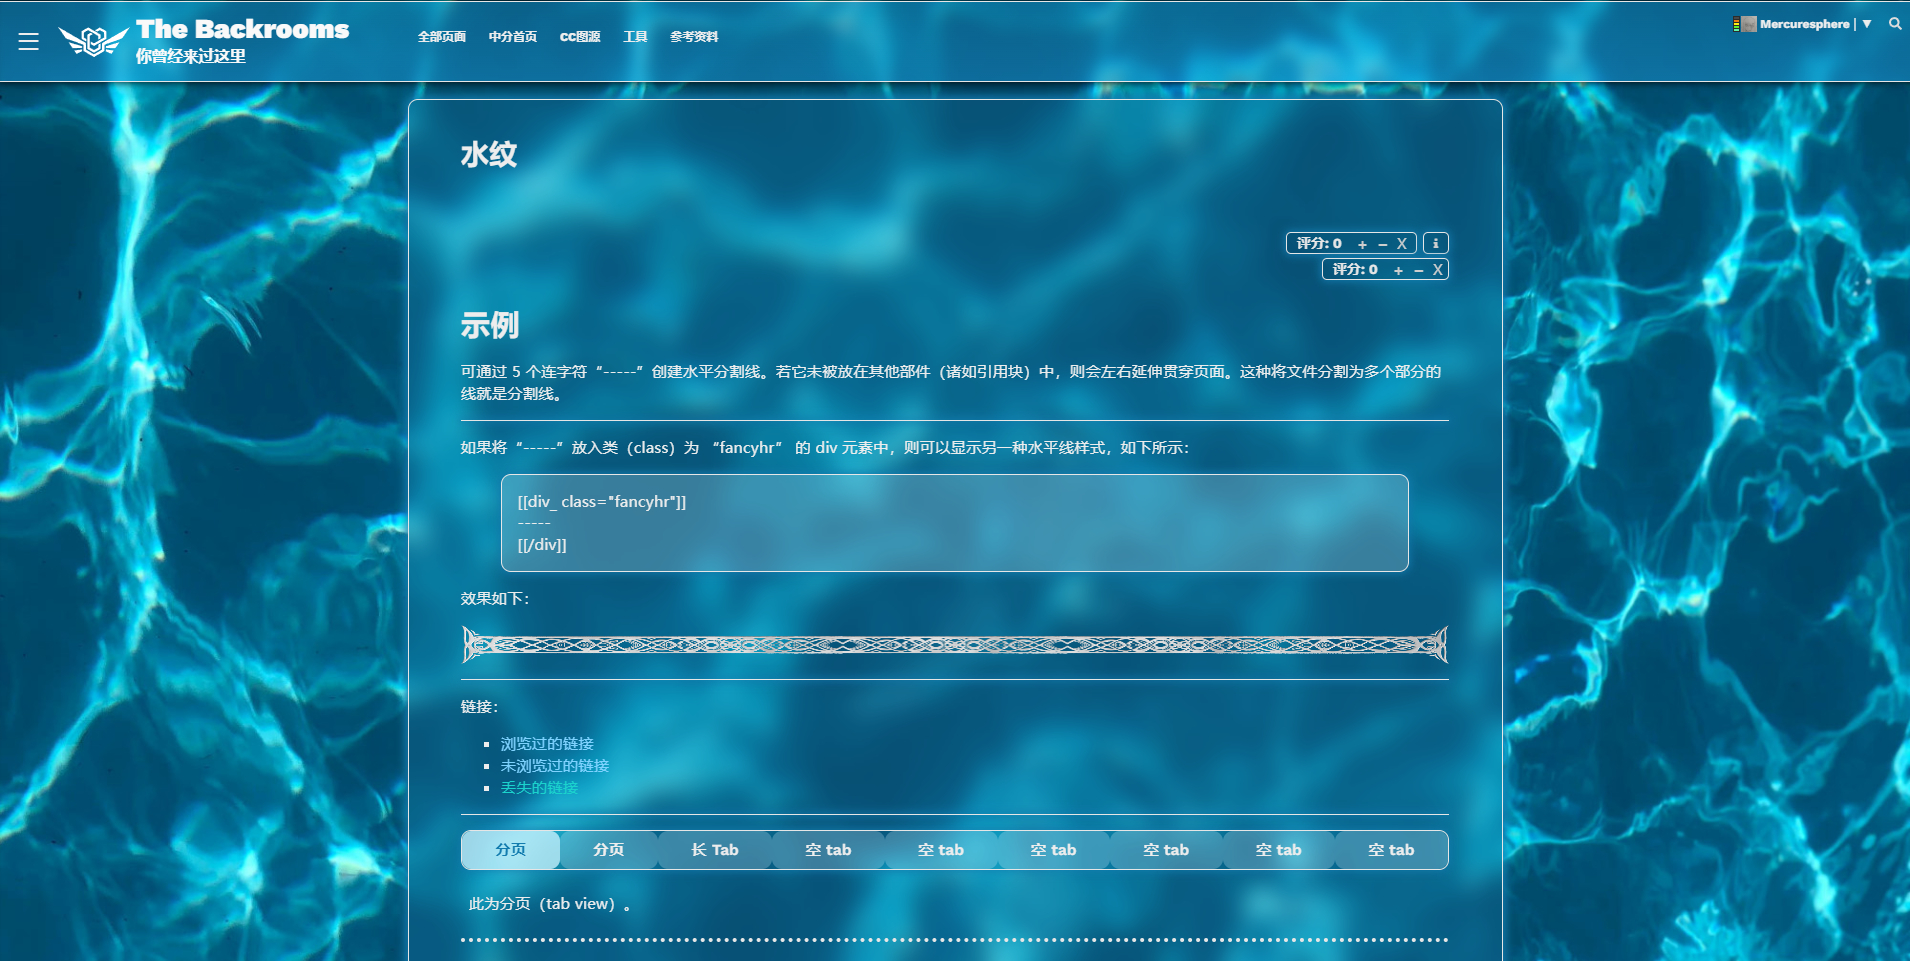 The Backrooms
你曾经来过这里
全部页面 中分首页 CC图源 工具 参考资料
Mercuresphere | ▼
水纹
评分: 0 + − X i
评分: 0 + − X
示例
可通过 5 个连字符“-----”创建水平分割线。若它未被放在其他部件（诸如引用块）中，则会左右延伸贯穿页面。这种将文件分割为多个部分的
线就是分割线。
如果将“-----”放入类（class）为 “fancyhr” 的 div 元素中，则可以显示另一种水平线样式，如下所示：
[[div_ class="fancyhr"]]
-----
[[/div]]
效果如下：
链接：
浏览过的链接
未浏览过的链接
丢失的链接
分页 分页 长 Tab 空 tab 空 tab 空 tab 空 tab 空 tab 空 tab
此为分页（tab view）。